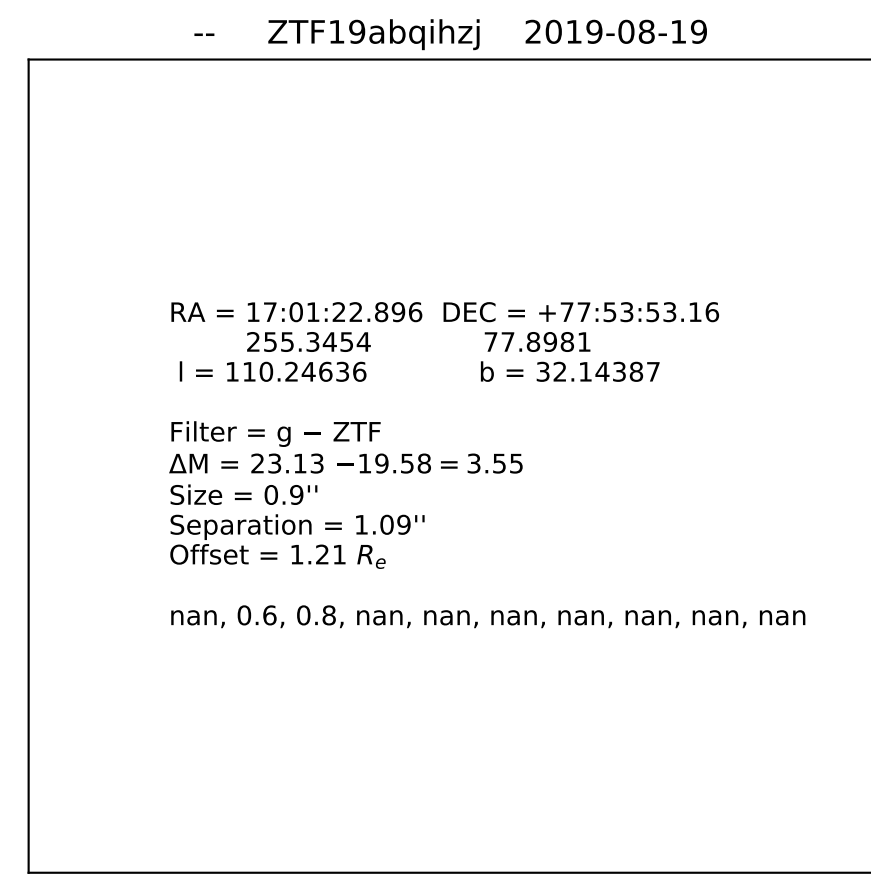 -- ZTF19abqihzj 2019-08-19
RA = 17:01:22.896 DEC = +77:53:53.16
255.3454 77.8981
l = 110.24636 b = 32.14387
Filter = g − ZTF
ΔM = 23.13 −19.58 = 3.55
Size = 0.9''
Separation = 1.09''
Offset = 1.21 Re
nan, 0.6, 0.8, nan, nan, nan, nan, nan, nan, nan